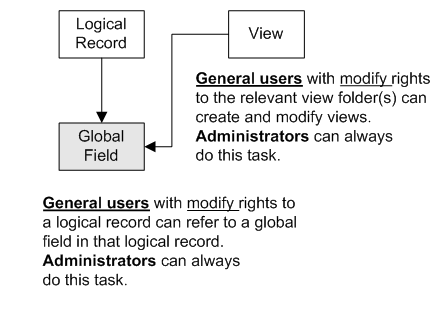 Logical
Record
View
General users with modify rights
to the relevant view folder(s) can
create and modify views.
Administrators can always
do this task.
Global
Field
General users with modify rights to
a logical record can refer to a global
field in that logical record.
Administrators can always
do this task.